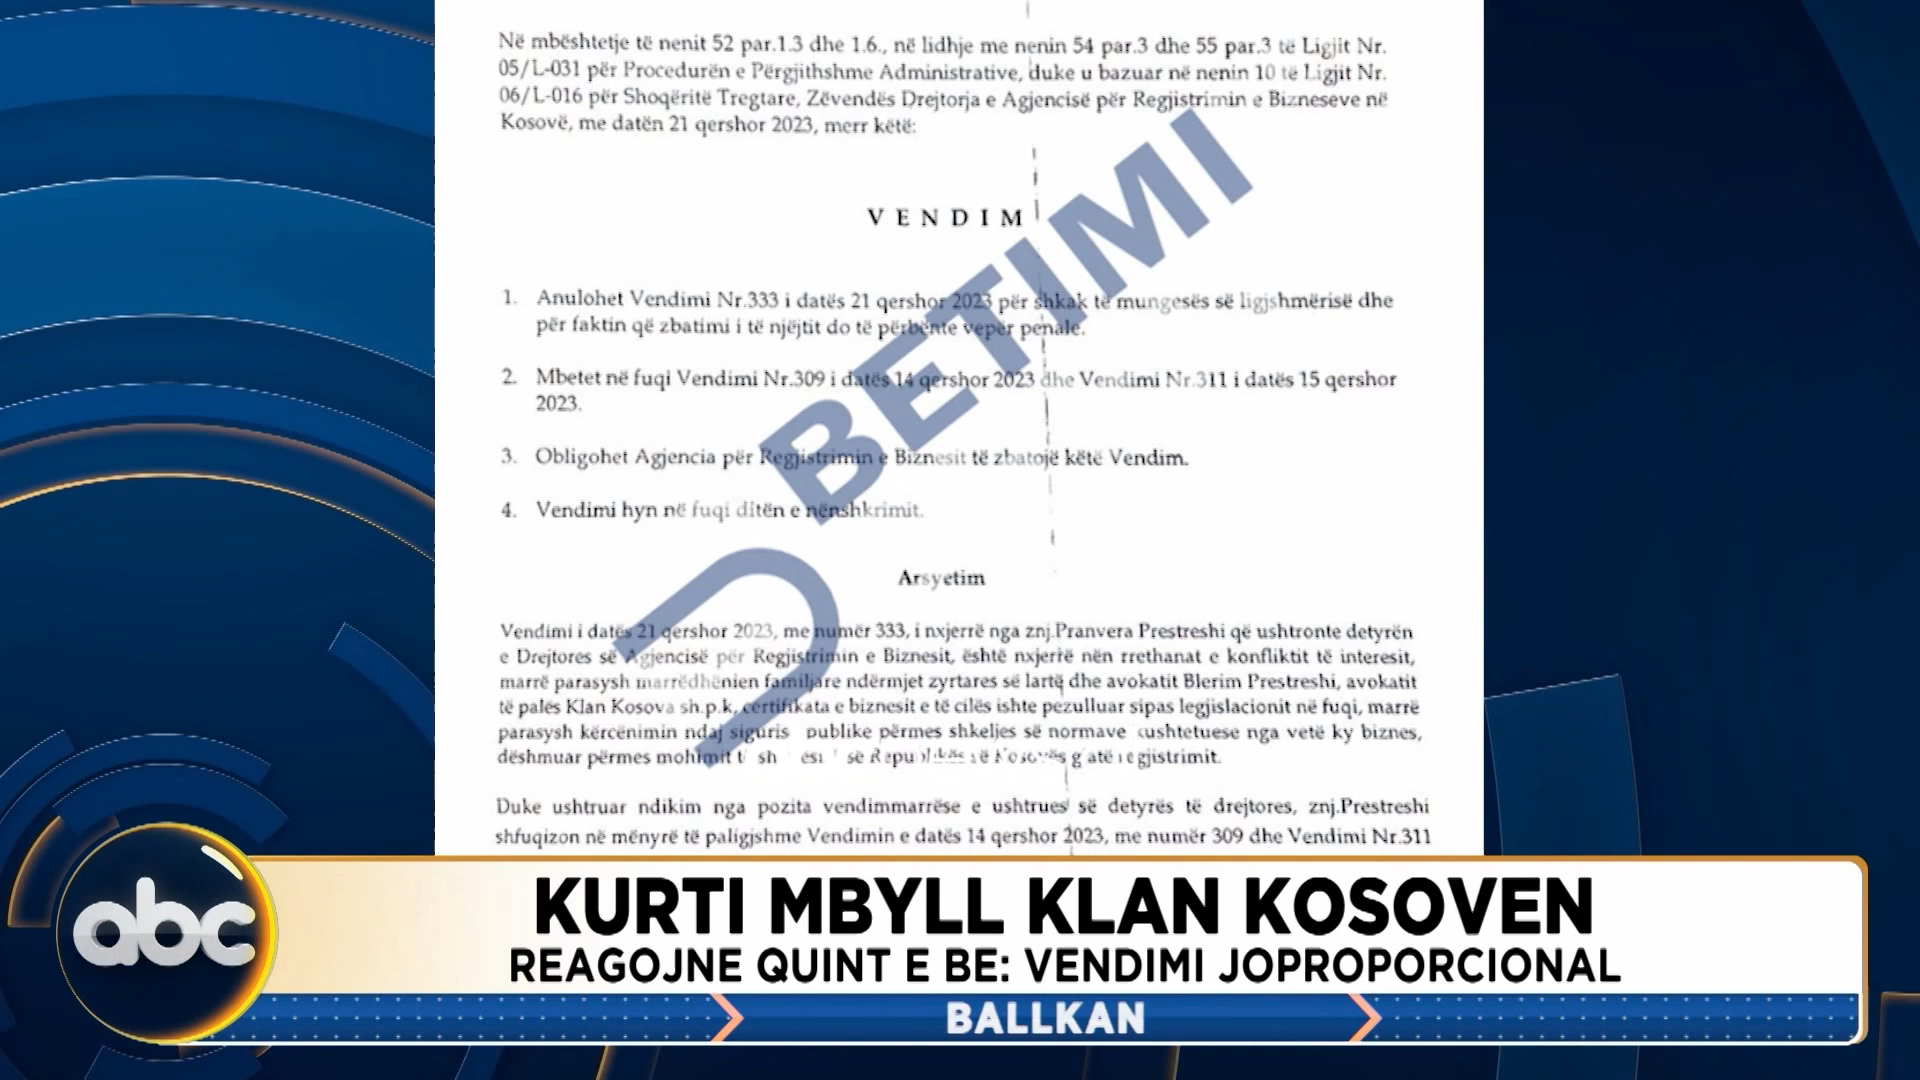 Në mbështetje të nenit 52 par.1.3 dhe 1.6., në lidhje me nenin 54 par.3 dhe 55 par.3 të Ligjit Nr.
05/L-031 për Procedurën e Përgjithshme Administrative, duke u bazuar në nenin 10 të Ligjit Nr.
06/L-016 për Shoqëritë Tregtare, Zëvendës Drejtorja e Agjencisë për Regjistrimin e Bizneseve në
Kosovë, me datën 21 qershor 2023, merr këtë:
VENDIM
1. Anulohet Vendimi Nr.333 i datës 21 qershor 2023 për shkak të mungesës së ligjshmërisë dhe
për faktin që zbatimi i të njëjtit do të përbënte vepër penale.
2. Mbetet në fuqi Vendimi Nr.309 i datës 14 qershor 2023 dhe Vendimi Nr.311 i datës 15 qershor
2023.
3. Obligohet Agjencia për Regjistrimin e Biznesit të zbatojë këtë Vendim.
4. Vendimi hyn në fuqi ditën e nënshkrimit.
BETIMI
Arsyetim
Vendimi i datës 21 qershor 2023, me numër 333, i nxjerrë nga znj.Pranvera Prestreshi që ushtronte detyrën
e Drejtores së Agjencisë për Regjistrimin e Biznesit, është nxjerrë nën rrethanat e konfliktit të interesit,
marrë parasysh marrëdhënien familjare ndërmjet zyrtares së lartë dhe avokatit Blerim Prestreshi, avokatit
të palës Klan Kosova sh.p.k, certifikata e biznesit e të cilës ishte pezulluar sipas legjislacionit në fuqi, marrë
parasysh kërcënimin ndaj siguris publike përmes shkeljes së normave kushtetuese nga vetë ky biznes,
dëshmuar përmes mohimit së Republikës së Kosovës gjatë regjistrimit.
Duke ushtruar ndikim nga pozita vendimmarrëse e ushtrues së detyrës të drejtores, znj.Prestreshi
shfuqizon në mënyrë të paligjshme Vendimin e datës 14 qershor 2023, me numër 309 dhe Vendimi Nr.311
abc
KURTI MBYLL KLAN KOSOVEN
REAGOJNE QUINT E BE: VENDIMI JOPROPORCIONAL
BALLKAN